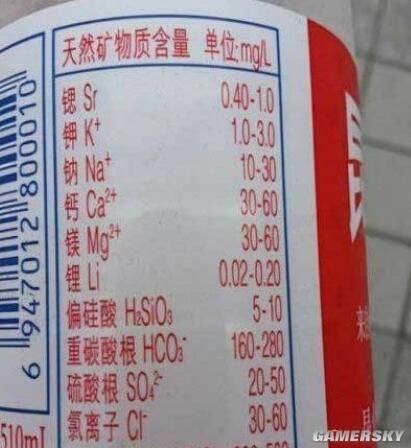 天然矿物质含量 单位:mg/L
锶 Sr 0.40-1.0
钾 K⁺ 1.0-3.0
钠 Na⁺ 10-30
钙 Ca²⁺ 30-60
镁 Mg²⁺ 30-60
锂 Li 0.02-0.20
偏硅酸 H₂SiO₃ 5-10
重碳酸根 HCO₃⁻ 160-280
硫酸根 SO₄²⁻ 20-50
氯离子 Cl⁻ 30-60
6 947012 800010
510mL
GAMERSKY